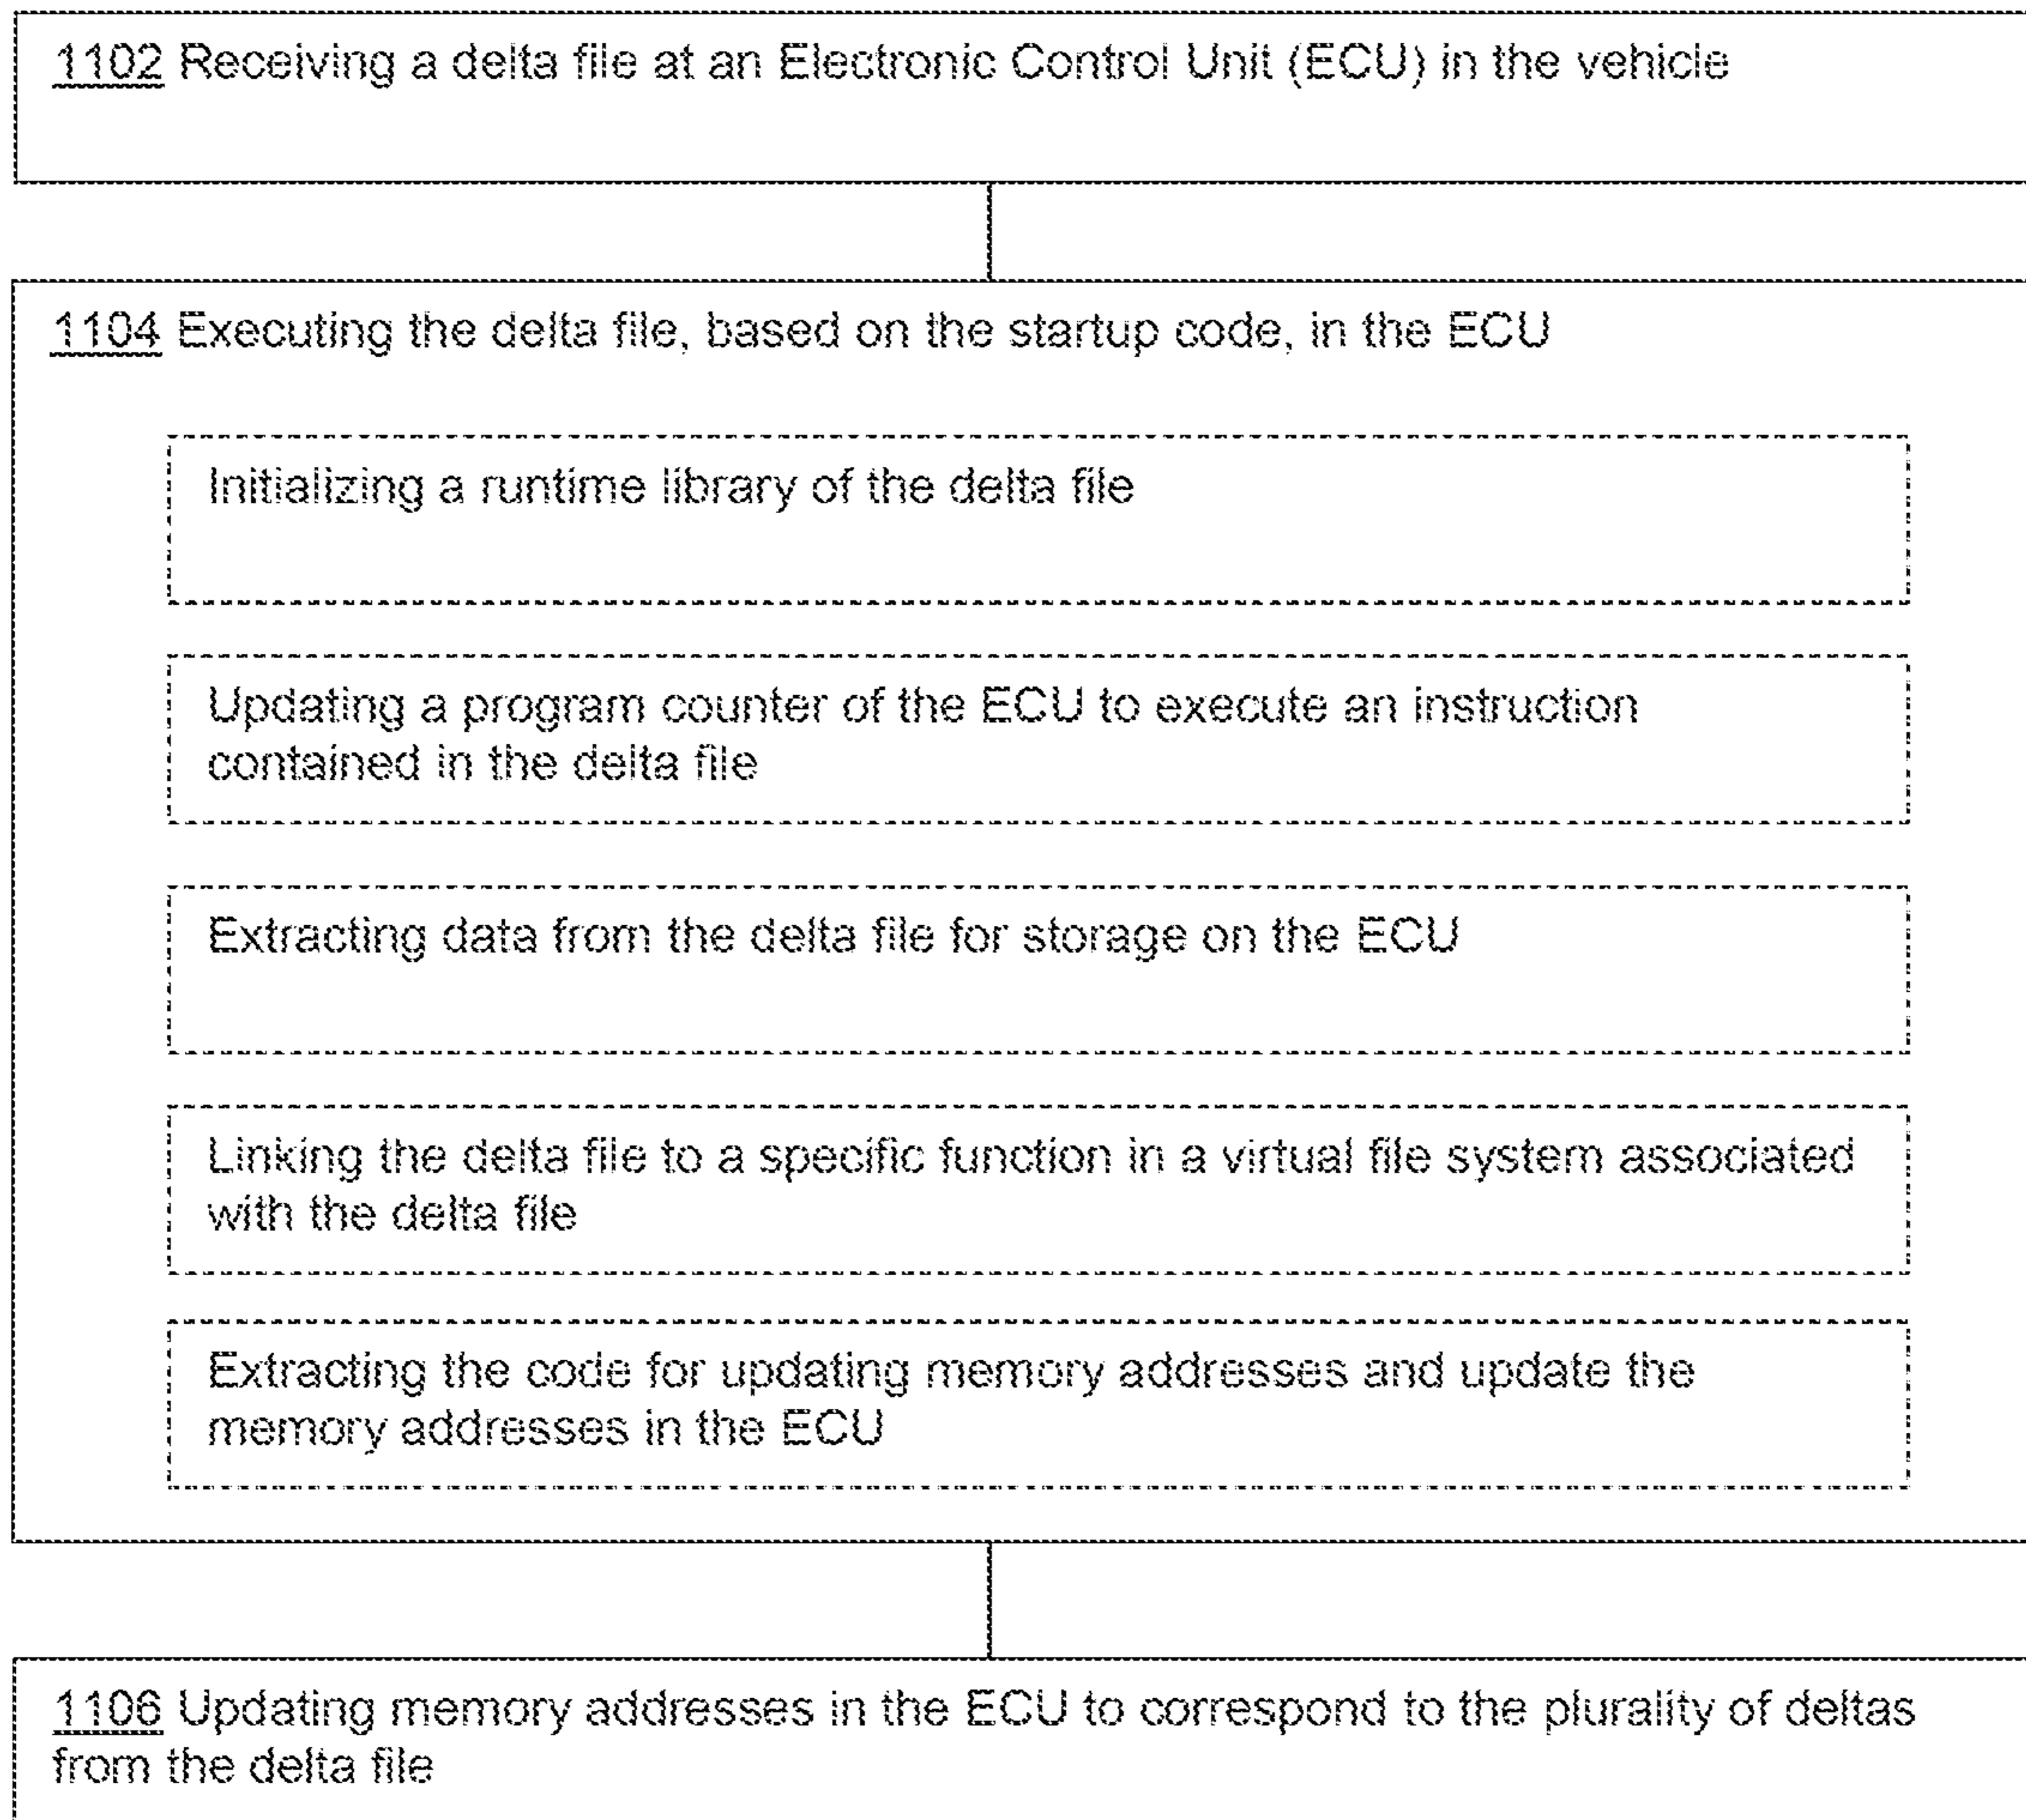 1102 Receiving a delta file at an Electronic Control Unit (ECU) in the vehicle
1104 Executing the delta file, based on the startup code, in the ECU
Initializing a runtime library of the delta file
Updating a program counter of the ECU to execute an instruction
contained in the delta file
Extracting data from the delta file for storage on the ECU
Linking the delta file to a specific function in a virtual file system associated
with the delta file
Extracting the code for updating memory addresses and update the
memory addresses in the ECU
1106 Updating memory addresses in the ECU to correspond to the plurality of deltas
from the delta file